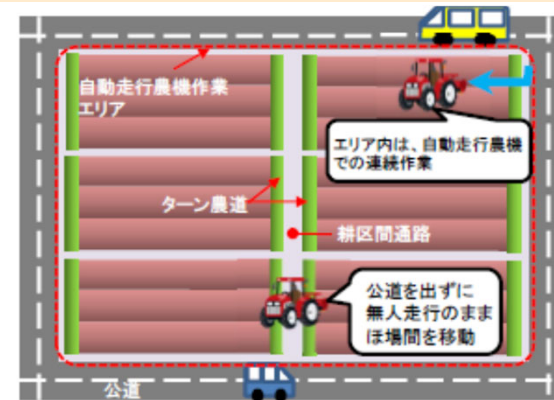 自動走行農機作業
エリア
エリア内は、自動走行農機
での連続作業
ターン農道
耕区間通路
公道を出ずに
無人走行のまま
ほ場間を移動
公道